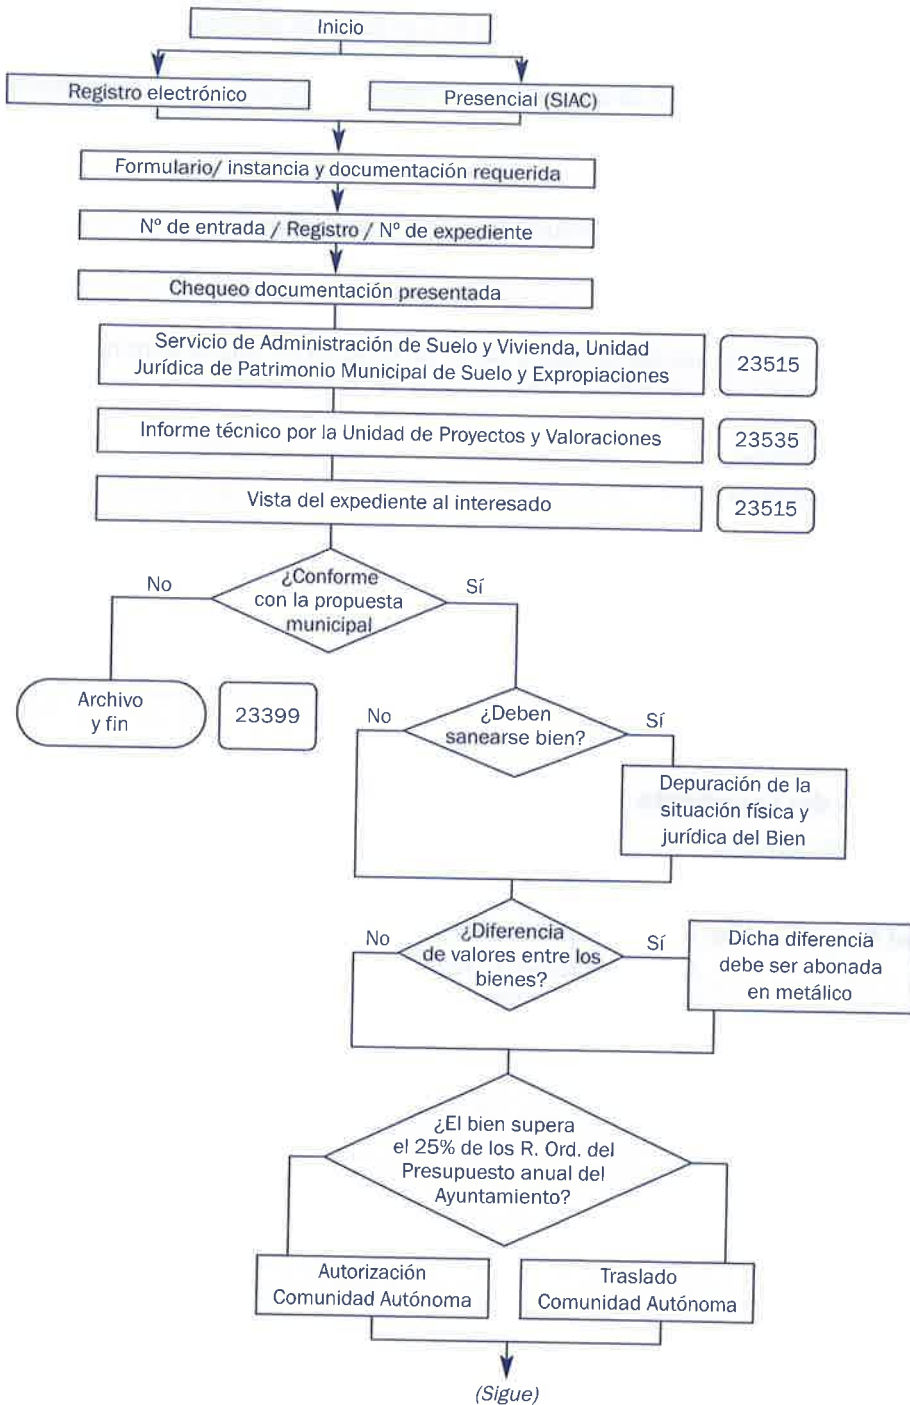 Inicio
Registro electrónico
Presencial (SIAC)
Formulario/ instancia y documentación requerida
Nº de entrada / Registro / Nº de expediente
Chequeo documentación presentada
Servicio de Administración de Suelo y Vivienda, Unidad
Jurídica de Patrimonio Municipal de Suelo y Expropiaciones
23515
Informe técnico por la Unidad de Proyectos y Valoraciones
23535
Vista del expediente al interesado
23515
No
¿Conforme
con la propuesta
municipal
Sí
Archivo
y fin
23399
No
¿Deben
sanearse bien?
Sí
Depuración de la
situación física y
jurídica del Bien
No
¿Diferencia
de valores entre los
bienes?
Sí
Dicha diferencia
debe ser abonada
en metálico
¿El bien supera
el 25% de los R. Ord. del
Presupuesto anual del
Ayuntamiento?
Autorización
Comunidad Autónoma
Traslado
Comunidad Autónoma
(Sigue)